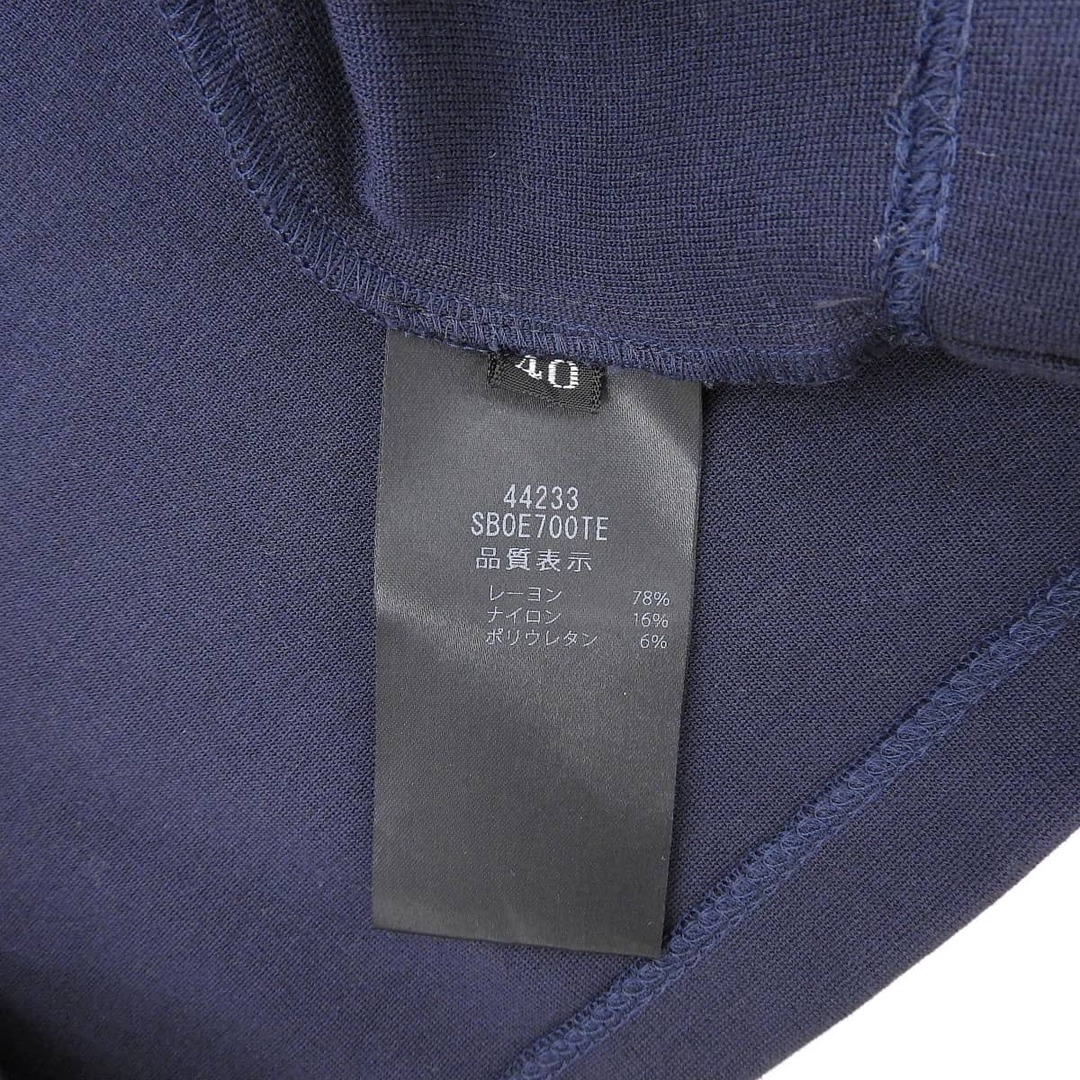 40
44233
SB0E700TE
品質表示
レーヨン 78%
ナイロン 16%
ポリウレタン 6%